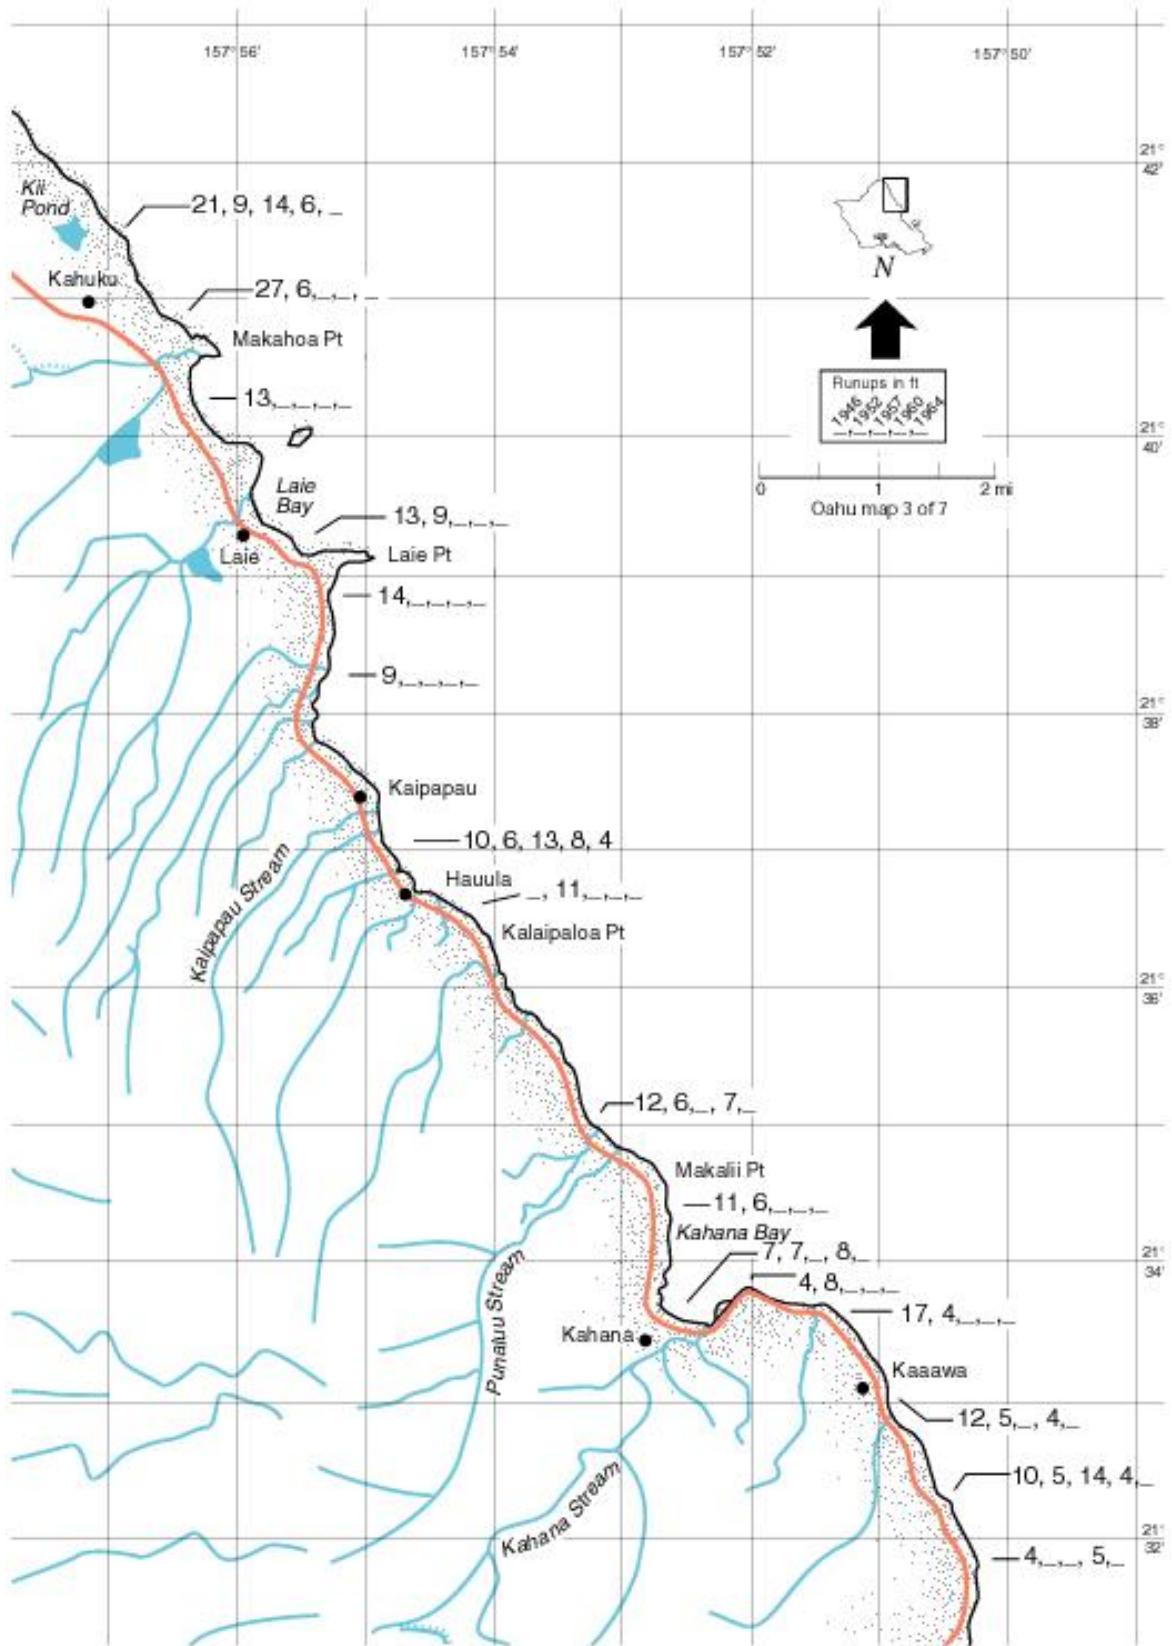 157° 56'
157° 54'
157° 52'
157° 50'
21°
42'
Kii
Pond
21, 9, 14, 6, _
Kahuku
27, 6,_,_, _
N
Makahoa Pt
Runups in ft
1946 1952 1957 1960 1964
_,_,_,_,_
13,_,_,_,_
21°
40'
0 1 2 mi
Oahu map 3 of 7
Laie
Bay
13, 9,_,_,_
Laie
Laie Pt
14,_,_,_,_
9,_,_,_,_
21°
38'
Kaipapau
10, 6, 13, 8, 4
Hauula
_, 11,_,_,_
Kaipapau Stream
Kalaipaloa Pt
21°
36'
12, 6,_, 7,_
Makalii Pt
11, 6,_,_,_
Kahana Bay
7, 7,_, 8,_
21°
34'
4, 8,_,_,_
17, 4,_,_,_
Punaluu Stream
Kahana
Kaaawa
12, 5,_, 4,_
10, 5, 14, 4,_
Kahana Stream
21°
32'
4,_,_, 5,_